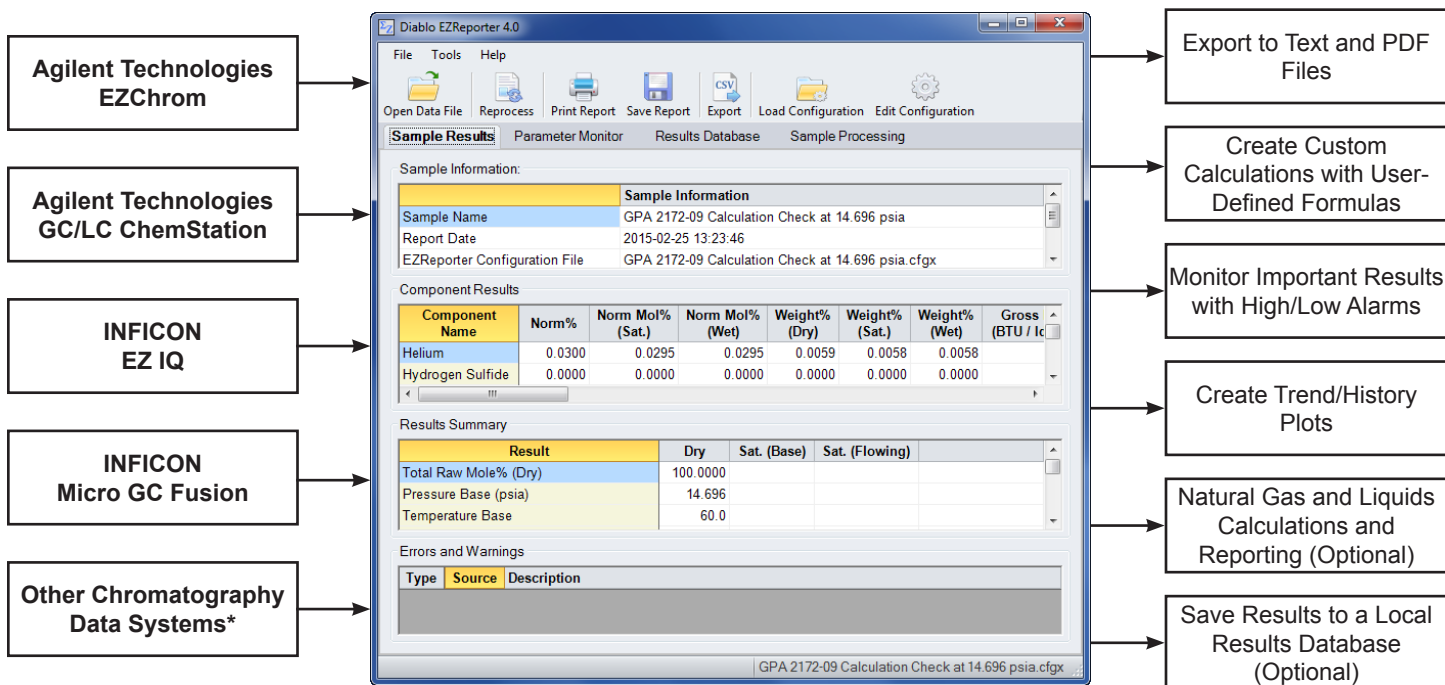 Agilent Technologies
EZChrom
Agilent Technologies
GC/LC ChemStation
INFICON
EZ IQ
INFICON
Micro GC Fusion
Other Chromatography
Data Systems*
Diablo EZReporter 4.0
File Tools Help
Open Data File Reprocess Print Report Save Report Export Load Configuration Edit Configuration
CSV
Sample Results Parameter Monitor Results Database Sample Processing
Sample Information:
Sample Information
Sample Name GPA 2172-09 Calculation Check at 14.696 psia
Report Date 2015-02-25 13:23:46
EZReporter Configuration File GPA 2172-09 Calculation Check at 14.696 psia.cfgx
Component Results
Component Name Norm% Norm Mol% (Sat.) Norm Mol% (Wet) Weight% (Dry) Weight% (Sat.) Weight% (Wet) Gross (BTU / Ic
Helium 0.0300 0.0295 0.0295 0.0059 0.0058 0.0058
Hydrogen Sulfide 0.0000 0.0000 0.0000 0.0000 0.0000 0.0000
Results Summary
Result Dry Sat. (Base) Sat. (Flowing)
Total Raw Mole% (Dry) 100.0000
Pressure Base (psia) 14.696
Temperature Base 60.0
Errors and Warnings
Type Source Description
GPA 2172-09 Calculation Check at 14.696 psia.cfgx
Export to Text and PDF
Files
Create Custom
Calculations with User-
Defined Formulas
Monitor Important Results
with High/Low Alarms
Create Trend/History
Plots
Natural Gas and Liquids
Calculations and
Reporting (Optional)
Save Results to a Local
Results Database
(Optional)